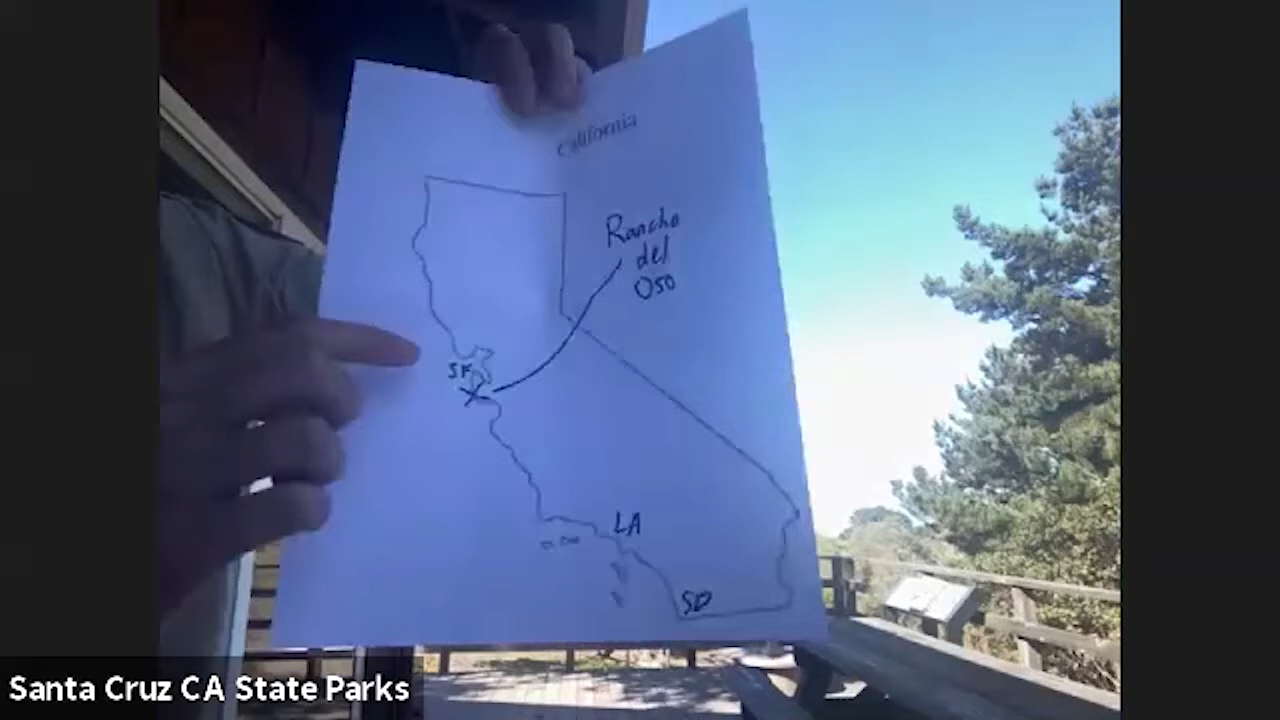 California
Rancho
del
Oso
SF
X
LA
SD
Santa Cruz CA State Parks